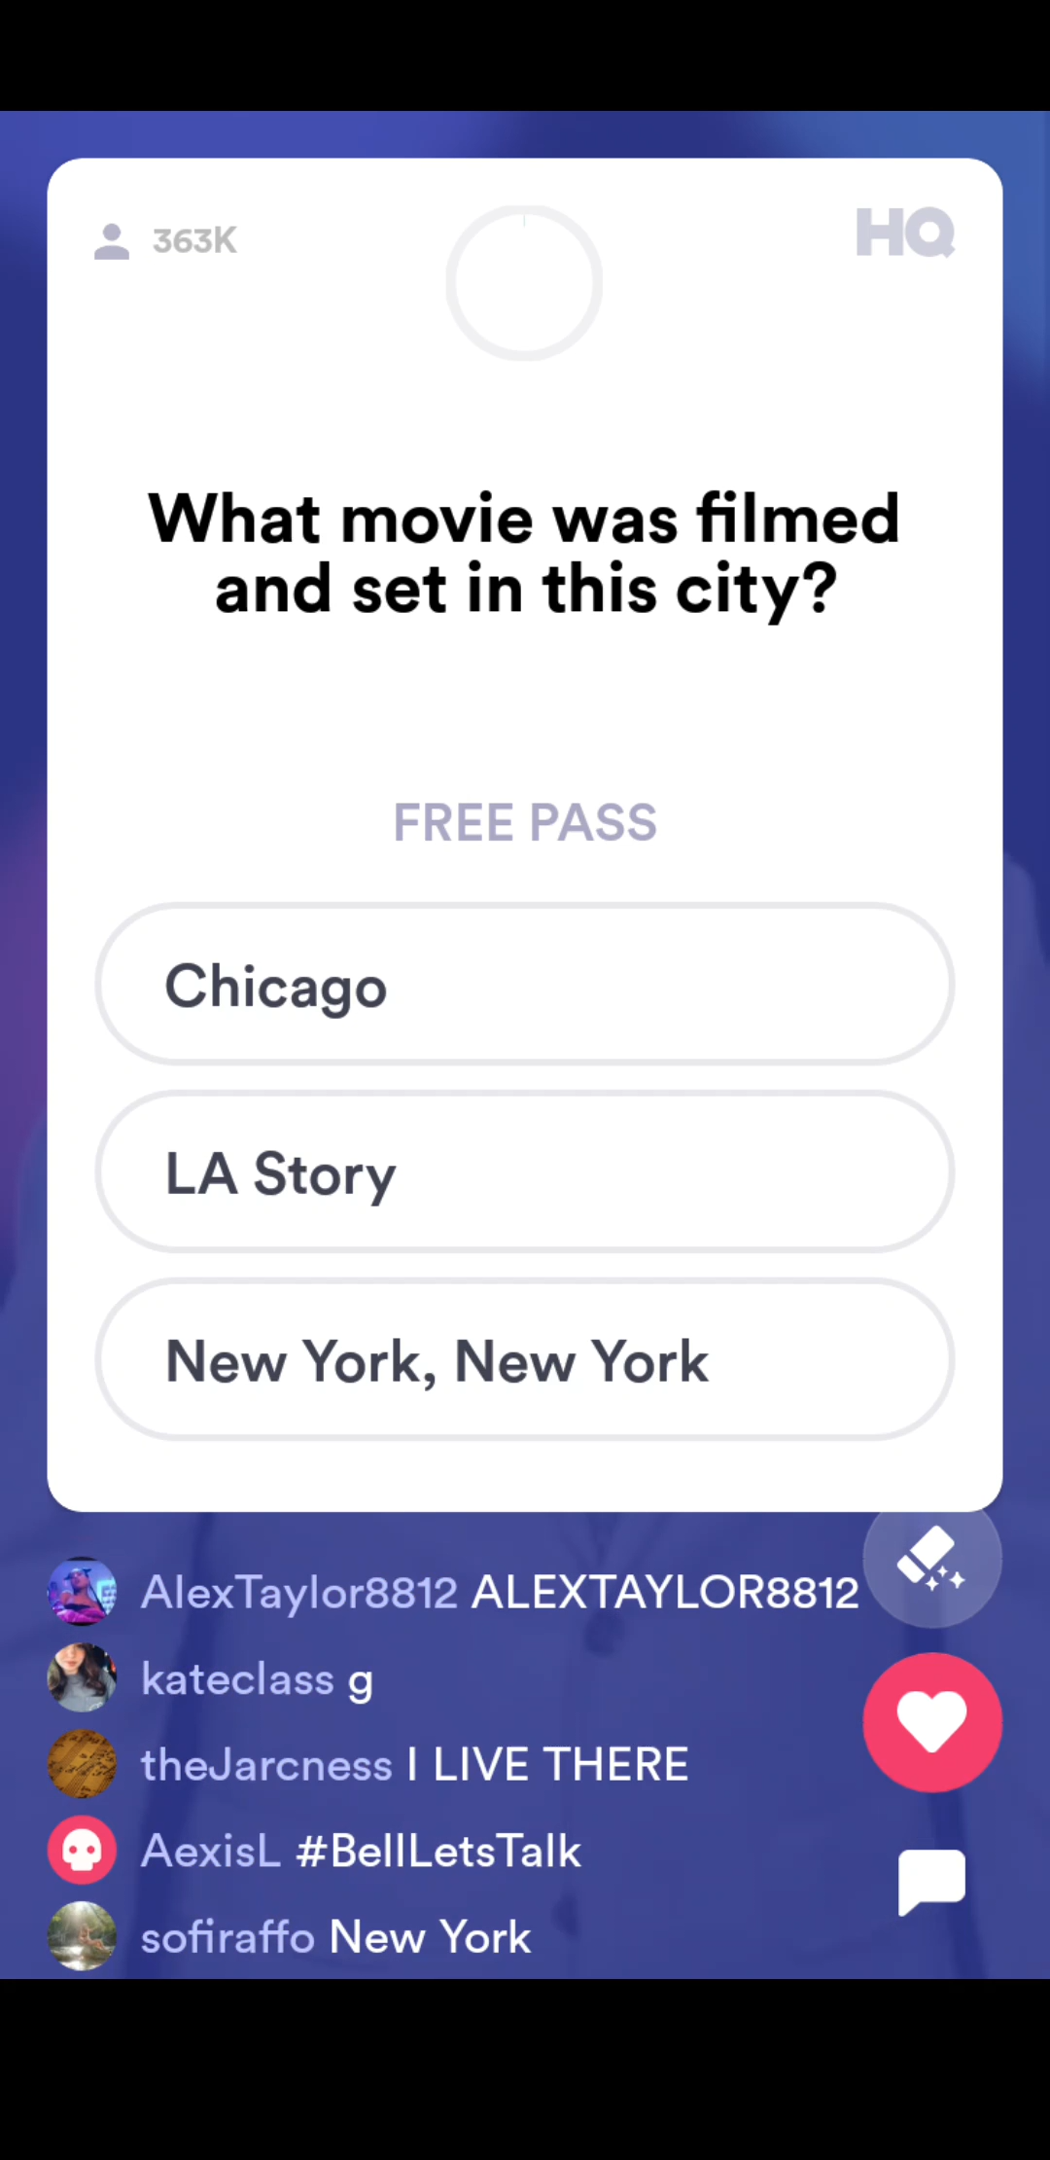 363K
HQ
What movie was filmed
and set in this city?
FREE PASS
Chicago
LA Story
New York, New York
AlexTaylor8812 ALEXTAYLOR8812
kateclass g
theJarcness I LIVE THERE
AexisL #BellLetsTalk
sofiraffo New York